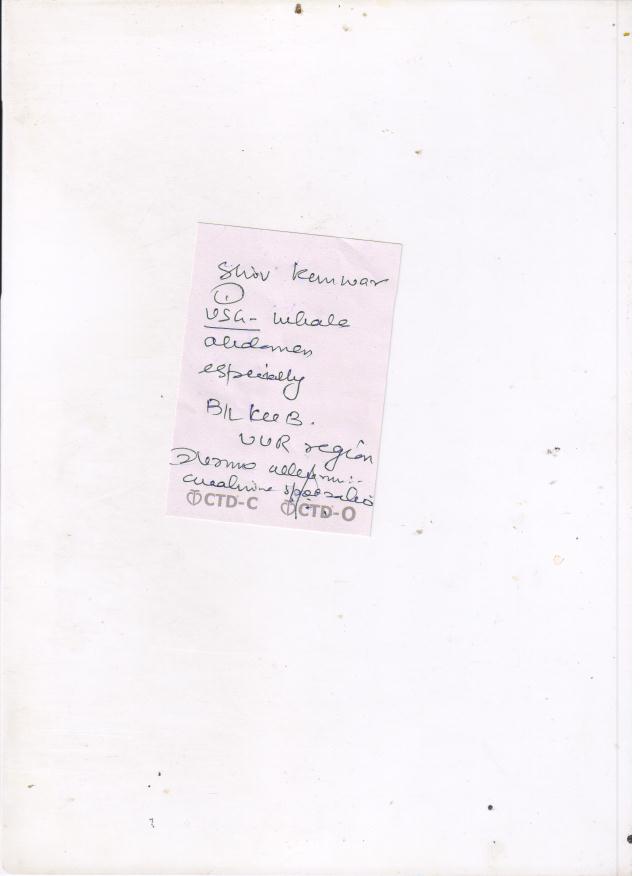 Shiv Kanwar
①
USG- whole
abdomen
especially
B/L KUB.
VUR region
CTD-C CTD-O